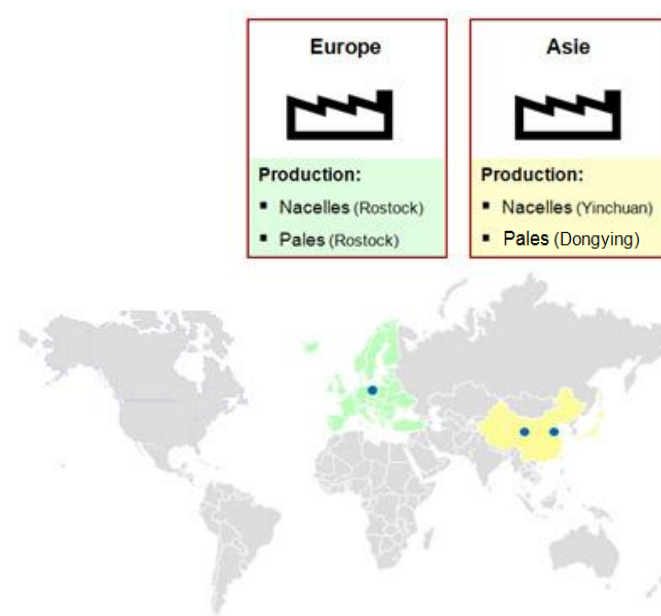 Europe
Production:
▪ Nacelles (Rostock)
▪ Pales (Rostock)
Asie
Production:
▪ Nacelles (Yinchuan)
▪ Pales (Dongying)